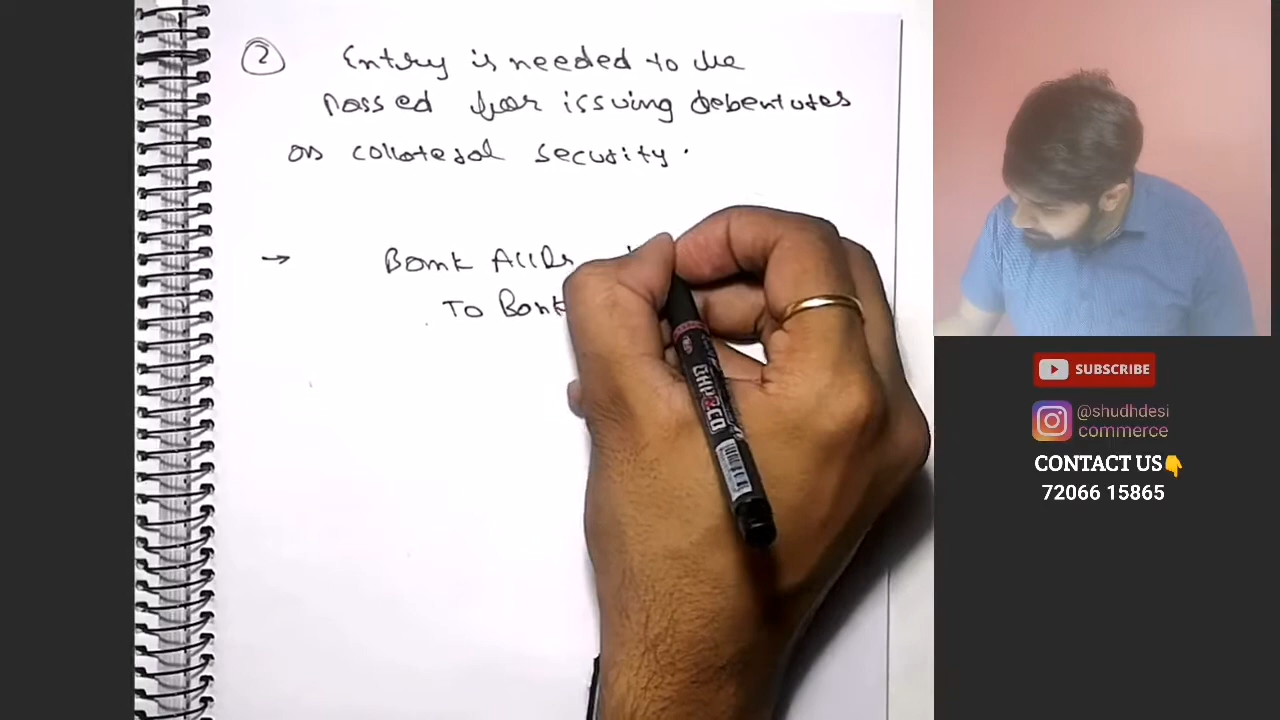 2 Entry is needed to be
passed for issuing debentures
as collateral security.
→ Bank A/c Dr
To Bank
SUBSCRIBE
@shudhdesi
commerce
CONTACT US👇
72066 15865